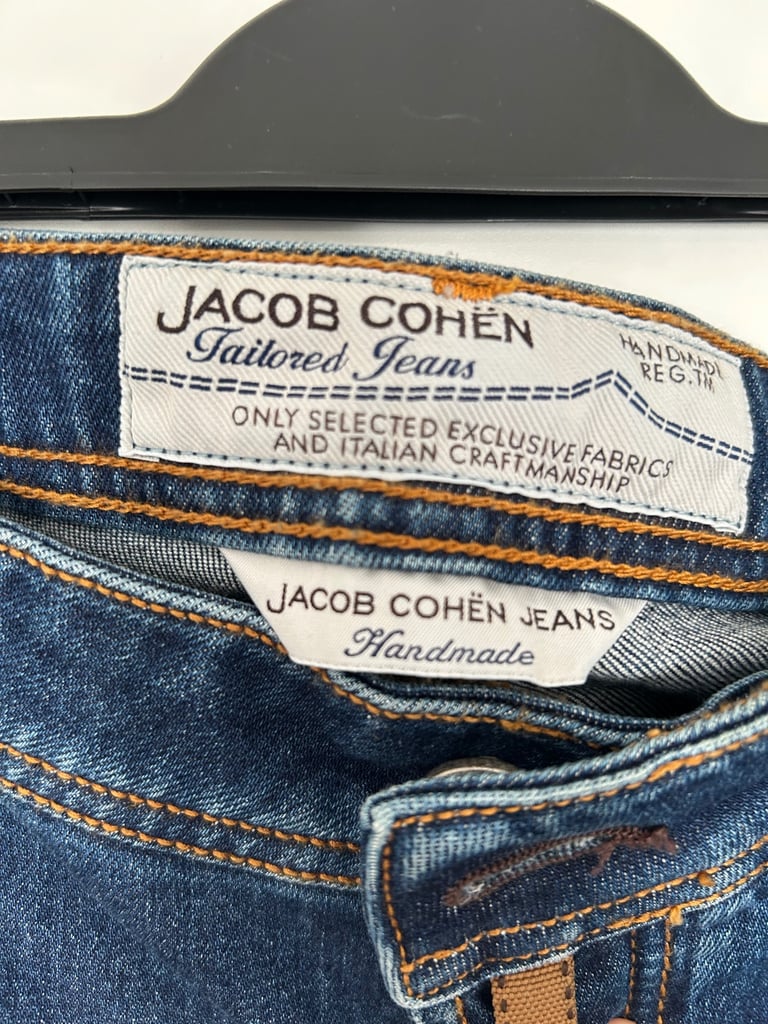 JACOB COHËN
Tailored Jeans
HANDMADE
REG.TM
ONLY SELECTED EXCLUSIVE FABRICS
AND ITALIAN CRAFTMANSHIP
JACOB COHËN JEANS
Handmade